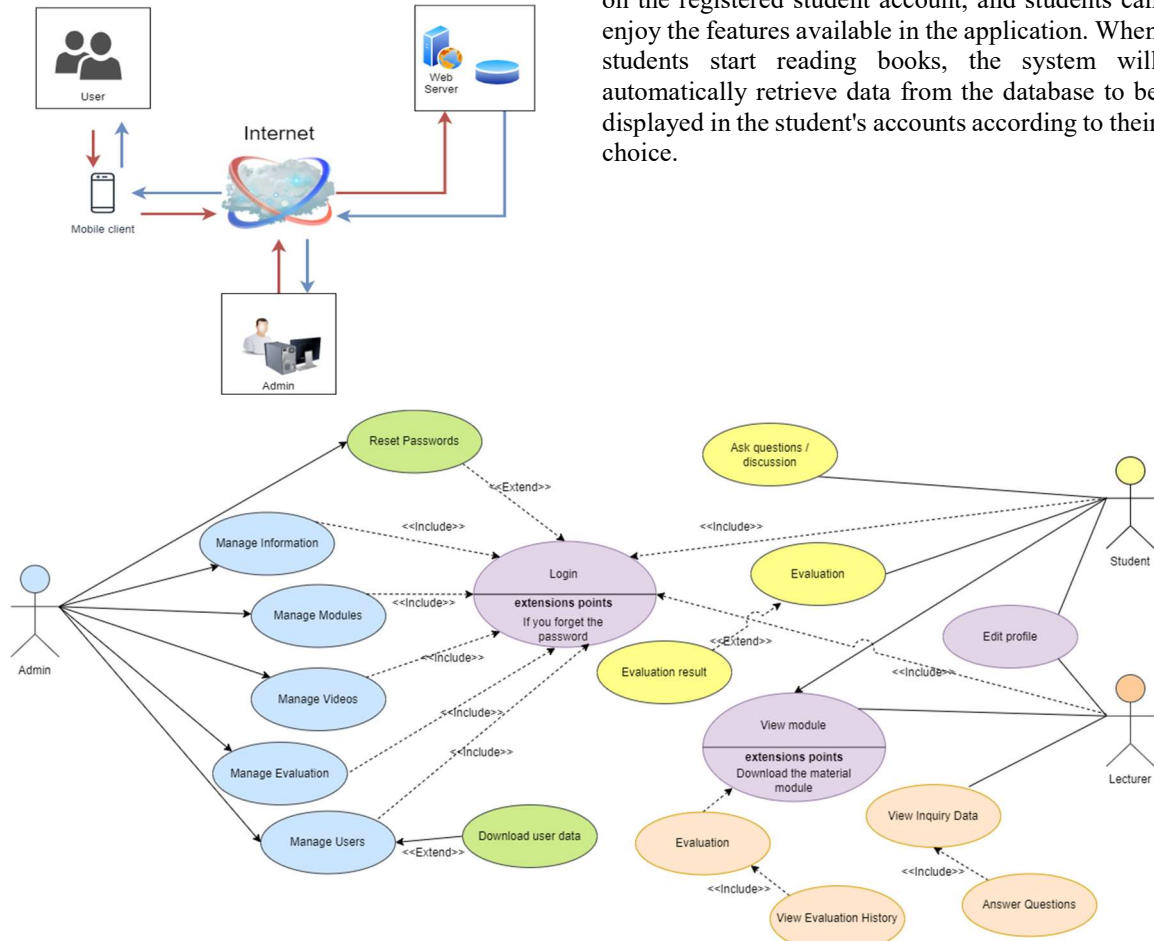 on the registered student account, and students can
enjoy the features available in the application. When
students start reading books, the system will
automatically retrieve data from the database to be
displayed in the student's accounts according to their
choice.
User
Web
Server
Internet
Mobile client
Admin
Reset Passwords
Ask questions /
discussion
<<Extend>>
<<Include>>
<<Include>>
Manage Information
Student
Login
extensions points
If you forget the
password
Evaluation
Manage Modules
<<Include>>
Edit profile
<<Extend>>
Admin
Manage Videos
<<Include>>
Evaluation result
<<Include>>
<<Include>>
View module
extensions points
Download the material
module
Lecturer
<<Include>>
Manage Evaluation
View Inquiry Data
Manage Users
Download user data
<<Extend>>
Evaluation
<<Include>>
<<Include>>
Answer Questions
View Evaluation History